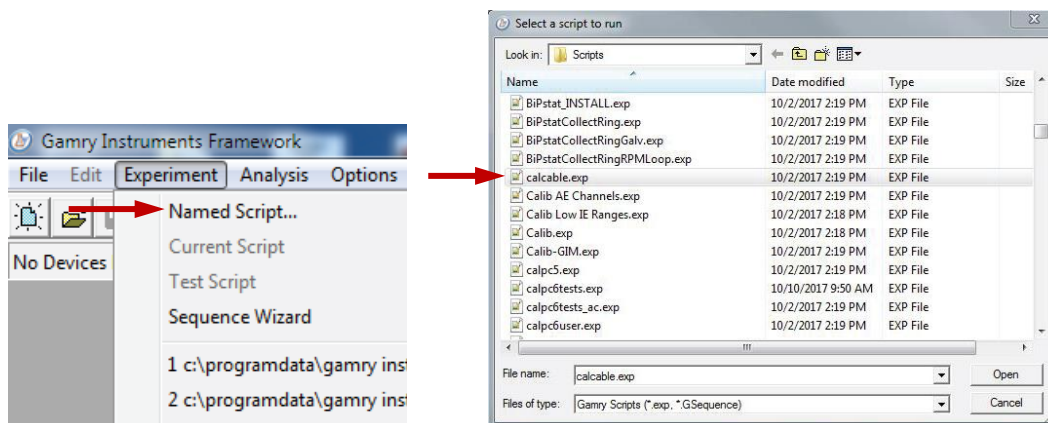 Gamry Instruments Framework
File Edit Experiment Analysis Options
Named Script...
Current Script
No Devices
Test Script
Sequence Wizard
1 c:\programdata\gamry ins
2 c:\programdata\gamry ins
Select a script to run
Look in: Scripts
Name Date modified Type Size
BiPstat_INSTALL.exp 10/2/2017 2:19 PM EXP File
BiPstatCollectRing.exp 10/2/2017 2:19 PM EXP File
BiPstatCollectRingGalv.exp 10/2/2017 2:19 PM EXP File
BiPstatCollectRingRPMLoop.exp 10/2/2017 2:19 PM EXP File
calcable.exp 10/2/2017 2:19 PM EXP File
Calib AE Channels.exp 10/2/2017 2:19 PM EXP File
Calib Low IE Ranges.exp 10/2/2017 2:18 PM EXP File
Calib.exp 10/2/2017 2:18 PM EXP File
Calib-GIM.exp 10/2/2017 2:19 PM EXP File
calpc5.exp 10/2/2017 2:19 PM EXP File
calpc6tests.exp 10/10/2017 9:50 AM EXP File
calpc6tests_ac.exp 10/2/2017 2:19 PM EXP File
calpc6user.exp 10/2/2017 2:19 PM EXP File
File name: calcable.exp Open
Files of type: Gamry Scripts (*.exp, *.GSequence) Cancel